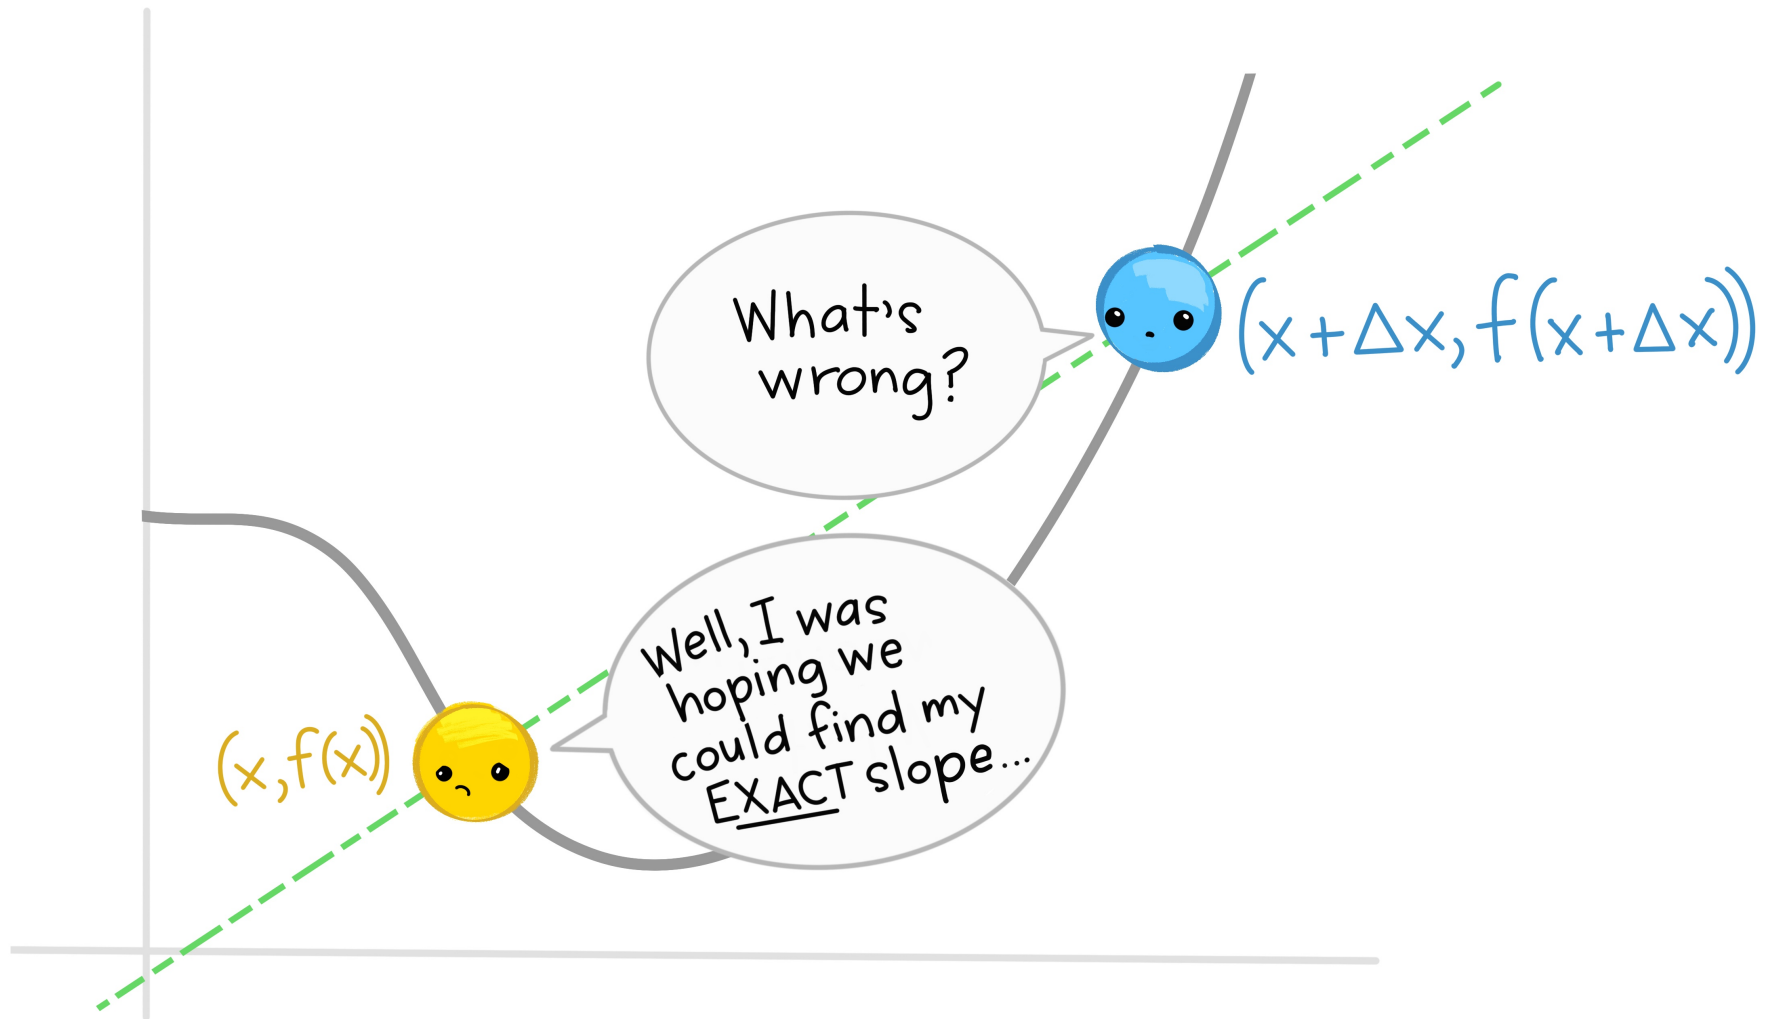 What's
wrong?
(x+Δx, f(x+Δx))
Well, I was
hoping we
could find my
EXACT slope...
(x, f(x))